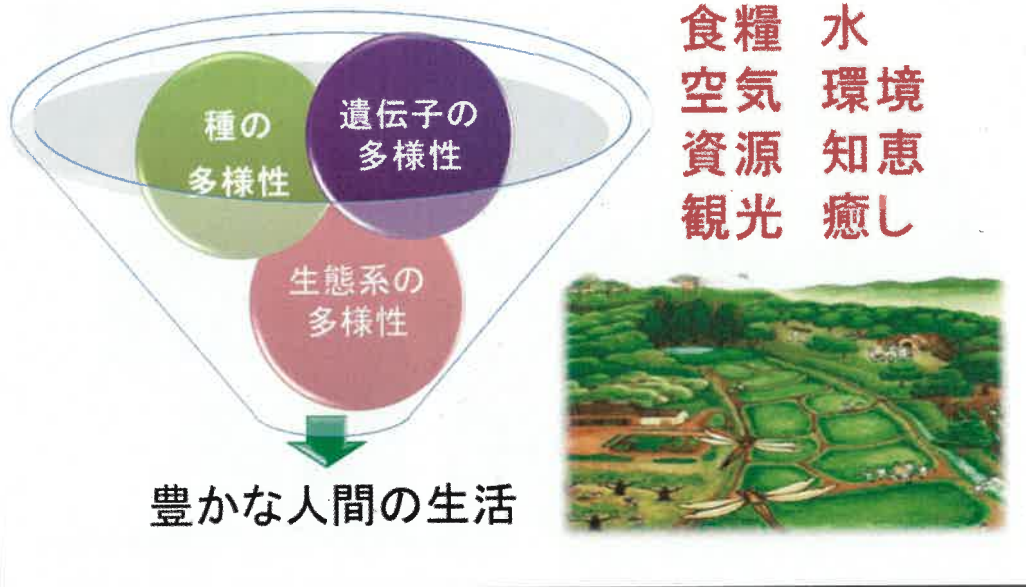 種の
多様性
遺伝子の
多様性
生態系の
多様性
豊かな人間の生活
食糧 水
空気 環境
資源 知恵
観光 癒し